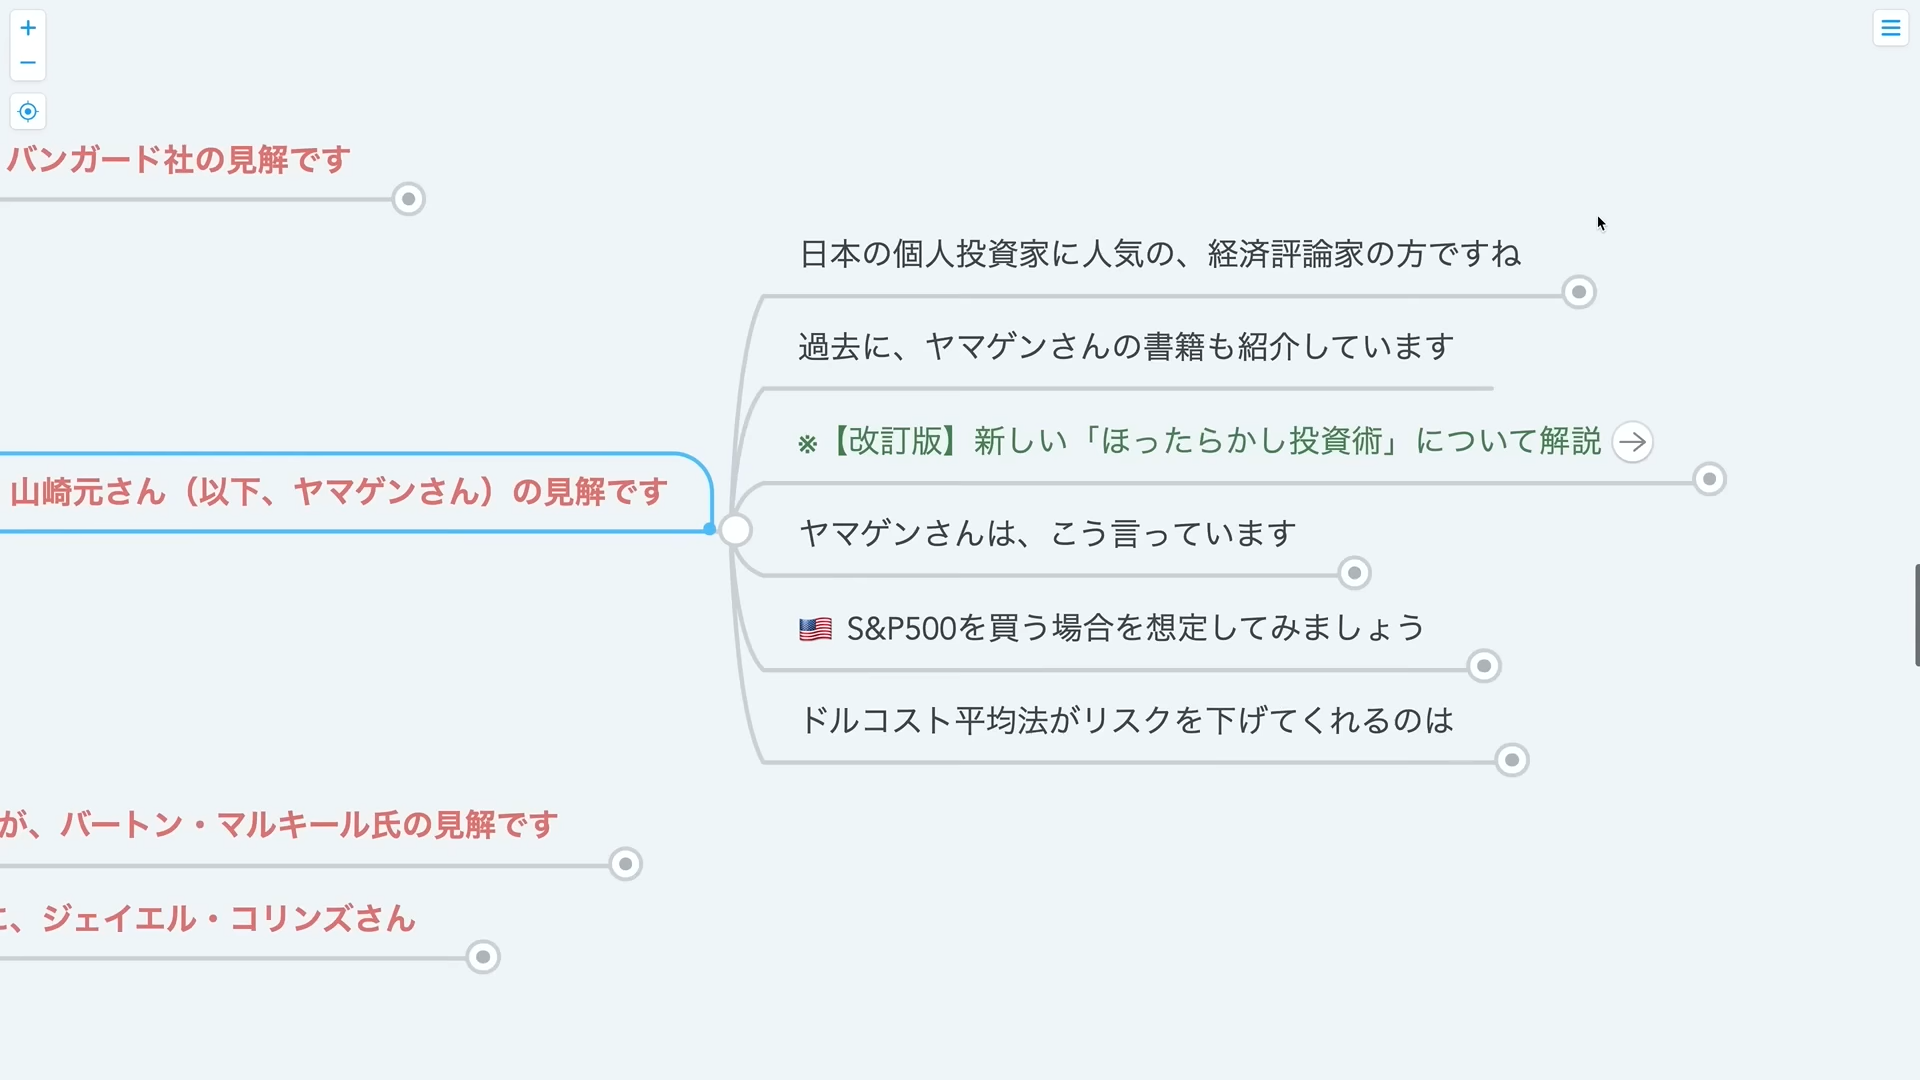 バンガード社の見解です
日本の個人投資家に人気の、経済評論家の方ですね
過去に、ヤマゲンさんの書籍も紹介しています
※【改訂版】新しい「ほったらかし投資術」について解説
山崎元さん（以下、ヤマゲンさん）の見解です
ヤマゲンさんは、こう言っています
S&P500を買う場合を想定してみましょう
ドルコスト平均法がリスクを下げてくれるのは
が、バートン・マルキール氏の見解です
に、ジェイエル・コリンズさん